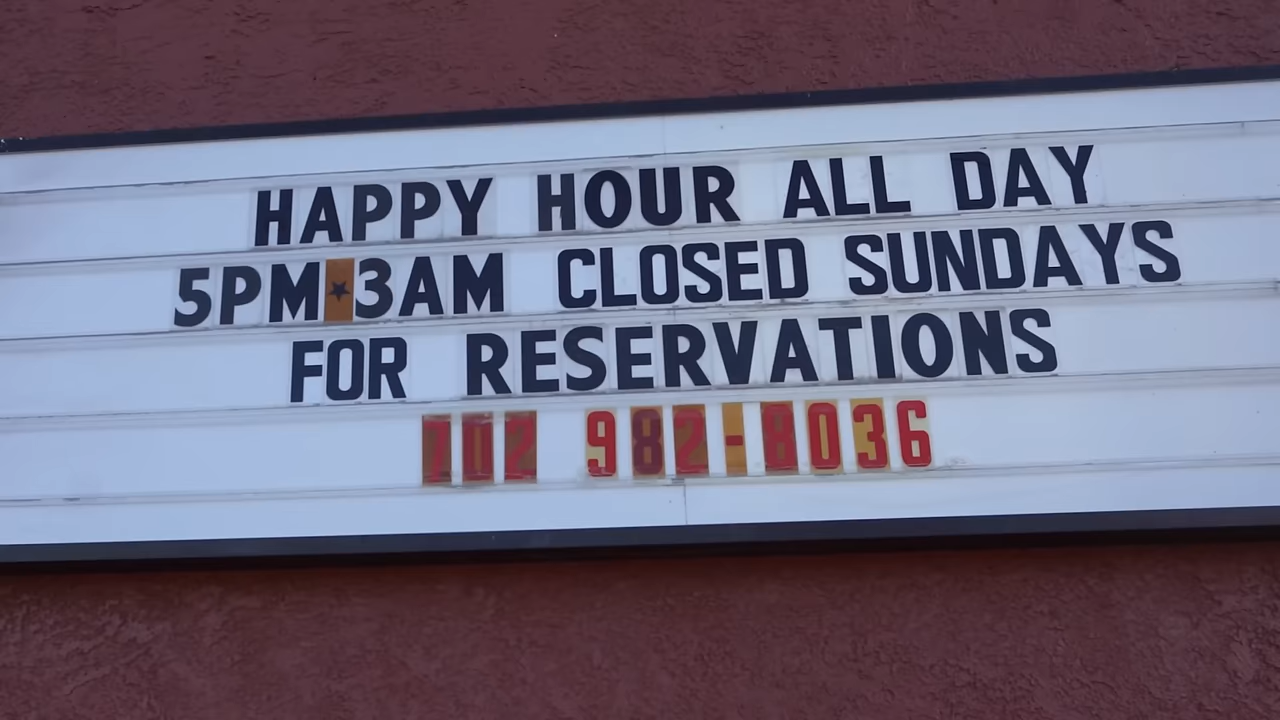 HAPPY HOUR ALL DAY
5PM★3AM CLOSED SUNDAYS
FOR RESERVATIONS
702 982-8036